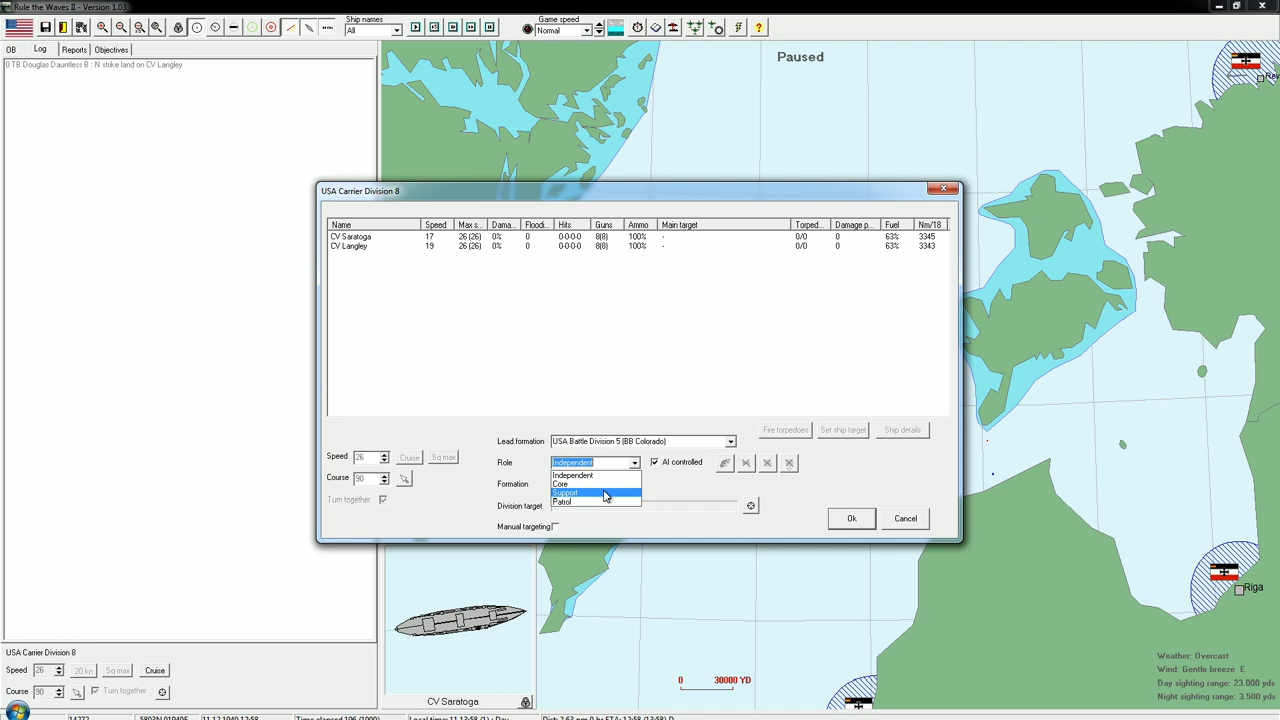 Rule the Waves II - Version 1.03
Ship names
All
Game speed
Normal
OB Log Reports Objectives
0 TB Douglas Dauntless B : N strike land on CV Langley
Paused
USA Carrier Division 8
Name Speed Max s... Dama... Floodi... Hits Guns Ammo Main target Torped... Damage p... Fuel Nm/18
CV Saratoga 17 26 (26) 0% 0 0-0-0-0 8(8) 100% - 0/0 0 63% 3345
CV Langley 19 26 (26) 0% 0 0-0-0-0 8(8) 100% - 0/0 0 63% 3343
Fire torpedoes Set ship target Ship details
Lead formation USA Battle Division 5 (BB Colorado)
Speed 26 Cruise Sq max
Role Independent AI controlled
Independent
Core
Support
Patrol
Course 90
Formation
Turn together
Division target
Manual targeting
Ok Cancel
Riga
USA Carrier Division 8
Speed 26 20 kn Sq max Cruise
Course 90 Turn together
CV Saratoga
0 30000 YD
Weather: Overcast
Wind: Gentle breeze E
Day sighting range: 23.000 yds
Night sighting range: 3.500 yds